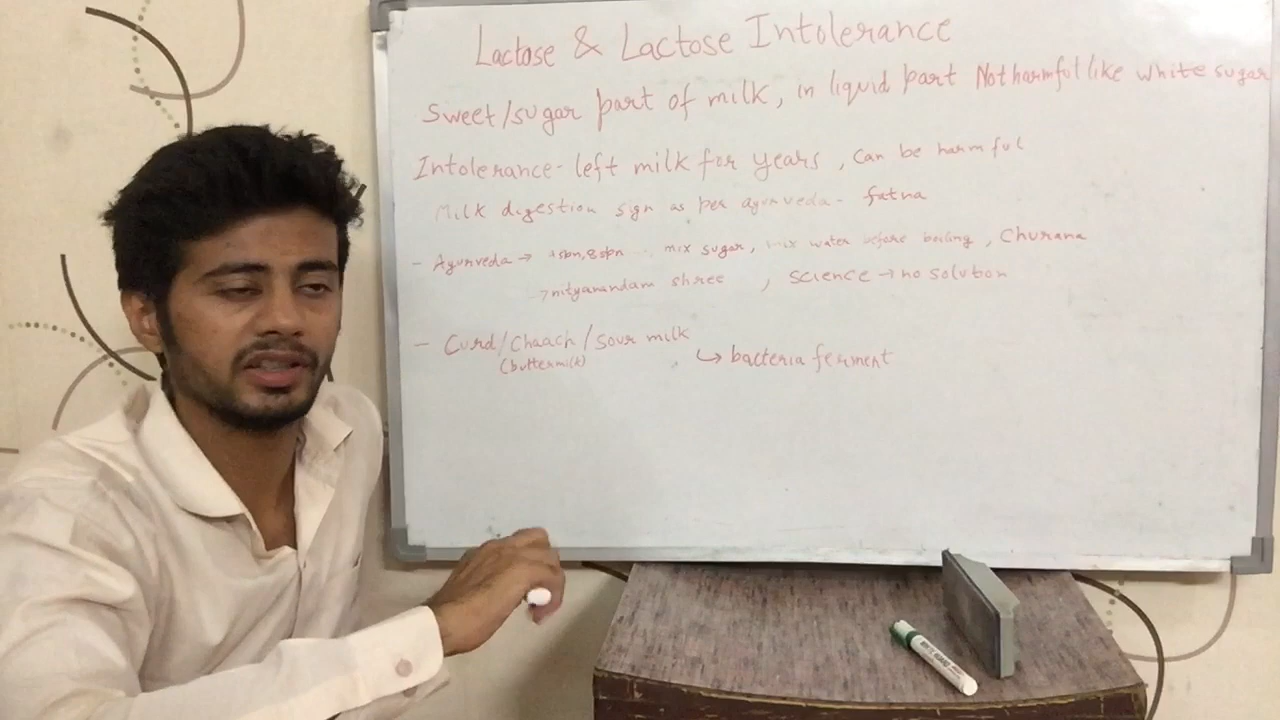 Lactose & Lactose Intolerance
Sweet/sugar part of milk, in liquid part Not harmful like white sugar
Intolerance- left milk for years, can be harmful
Milk digestion sign as per ayurveda- fatna
- Ayurveda → mix sugar, mix water before boiling, Churana
→ nityanandam shree , science → no solution
- Curd/Chaach/Sour milk
(buttermilk)
↳ bacteria ferment